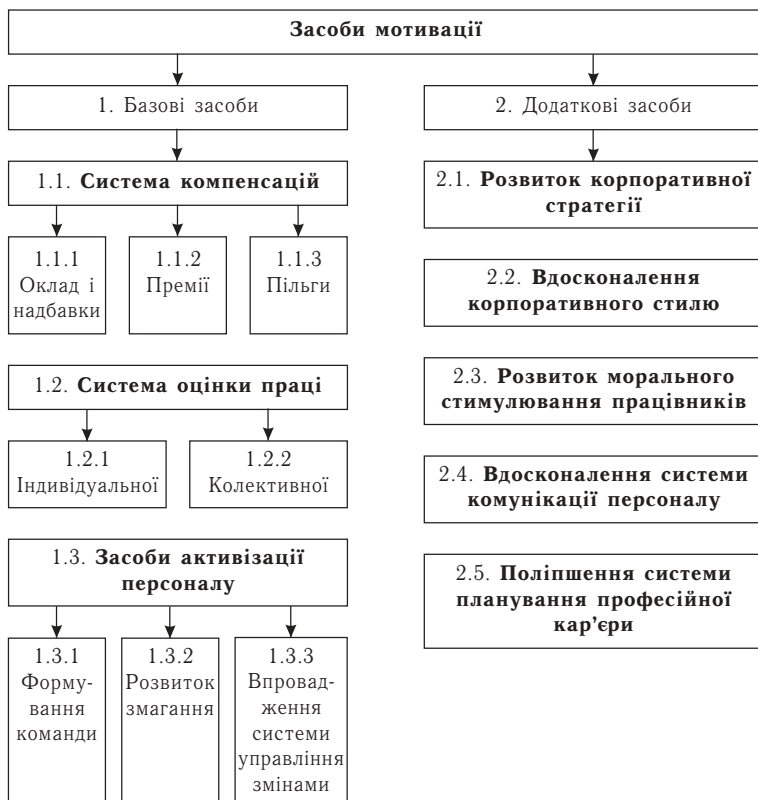 Засоби мотивації
1. Базові засоби
1.1. Система компенсацій
1.1.1
Оклад і
надбавки
1.1.2
Премії
1.1.3
Пільги
1.2. Система оцінки праці
1.2.1
Індивідуальної
1.2.2
Колективної
1.3. Засоби активізації
персоналу
1.3.1
Форму-
вання
команди
1.3.2
Розвиток
змагання
1.3.3
Впровад-
ження
системи
управління
змінами
2. Додаткові засоби
2.1. Розвиток корпоративної
стратегії
2.2. Вдосконалення
корпоративного стилю
2.3. Розвиток морального
стимулювання працівників
2.4. Вдосконалення системи
комунікації персоналу
2.5. Поліпшення системи
планування професійної
кар'єри